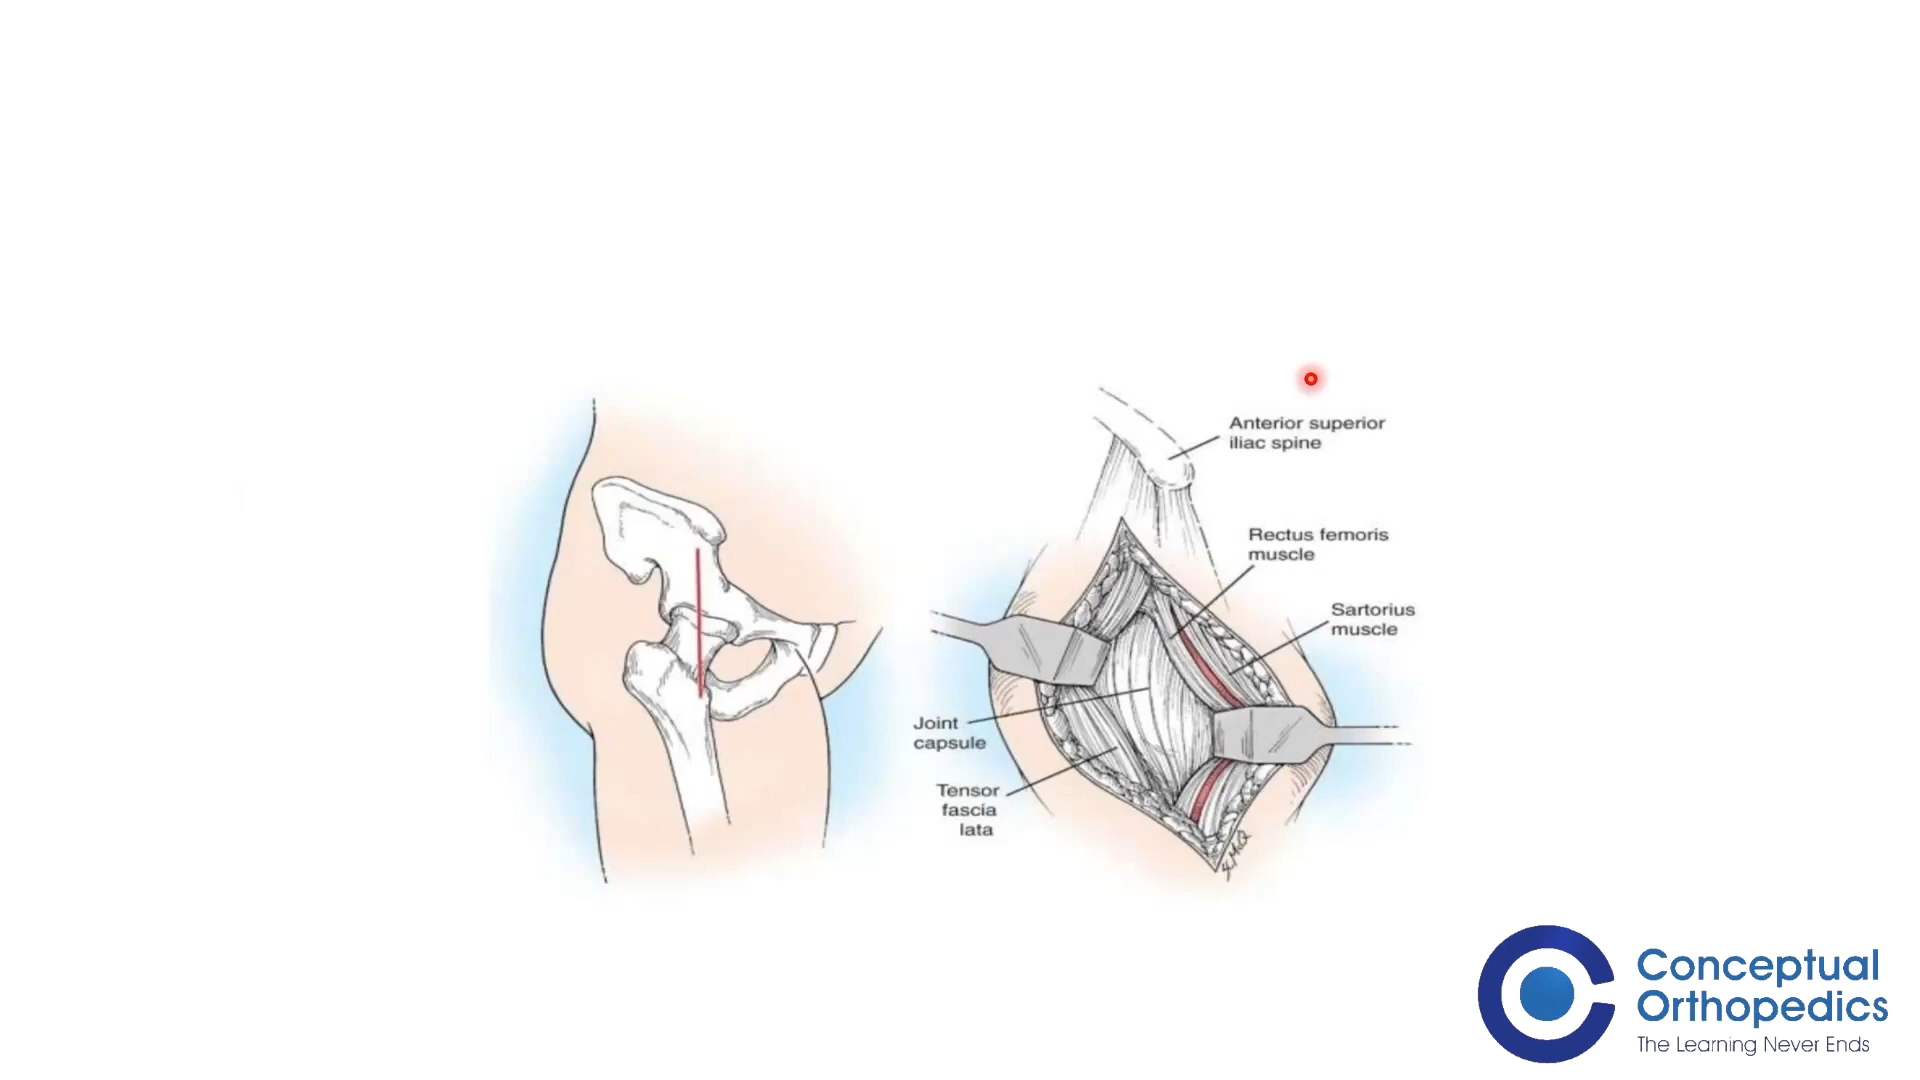 Anterior superior
iliac spine
Rectus femoris
muscle
Sartorius
muscle
Joint
capsule
Tensor
fascia
lata
Conceptual
Orthopedics
The Learning Never Ends